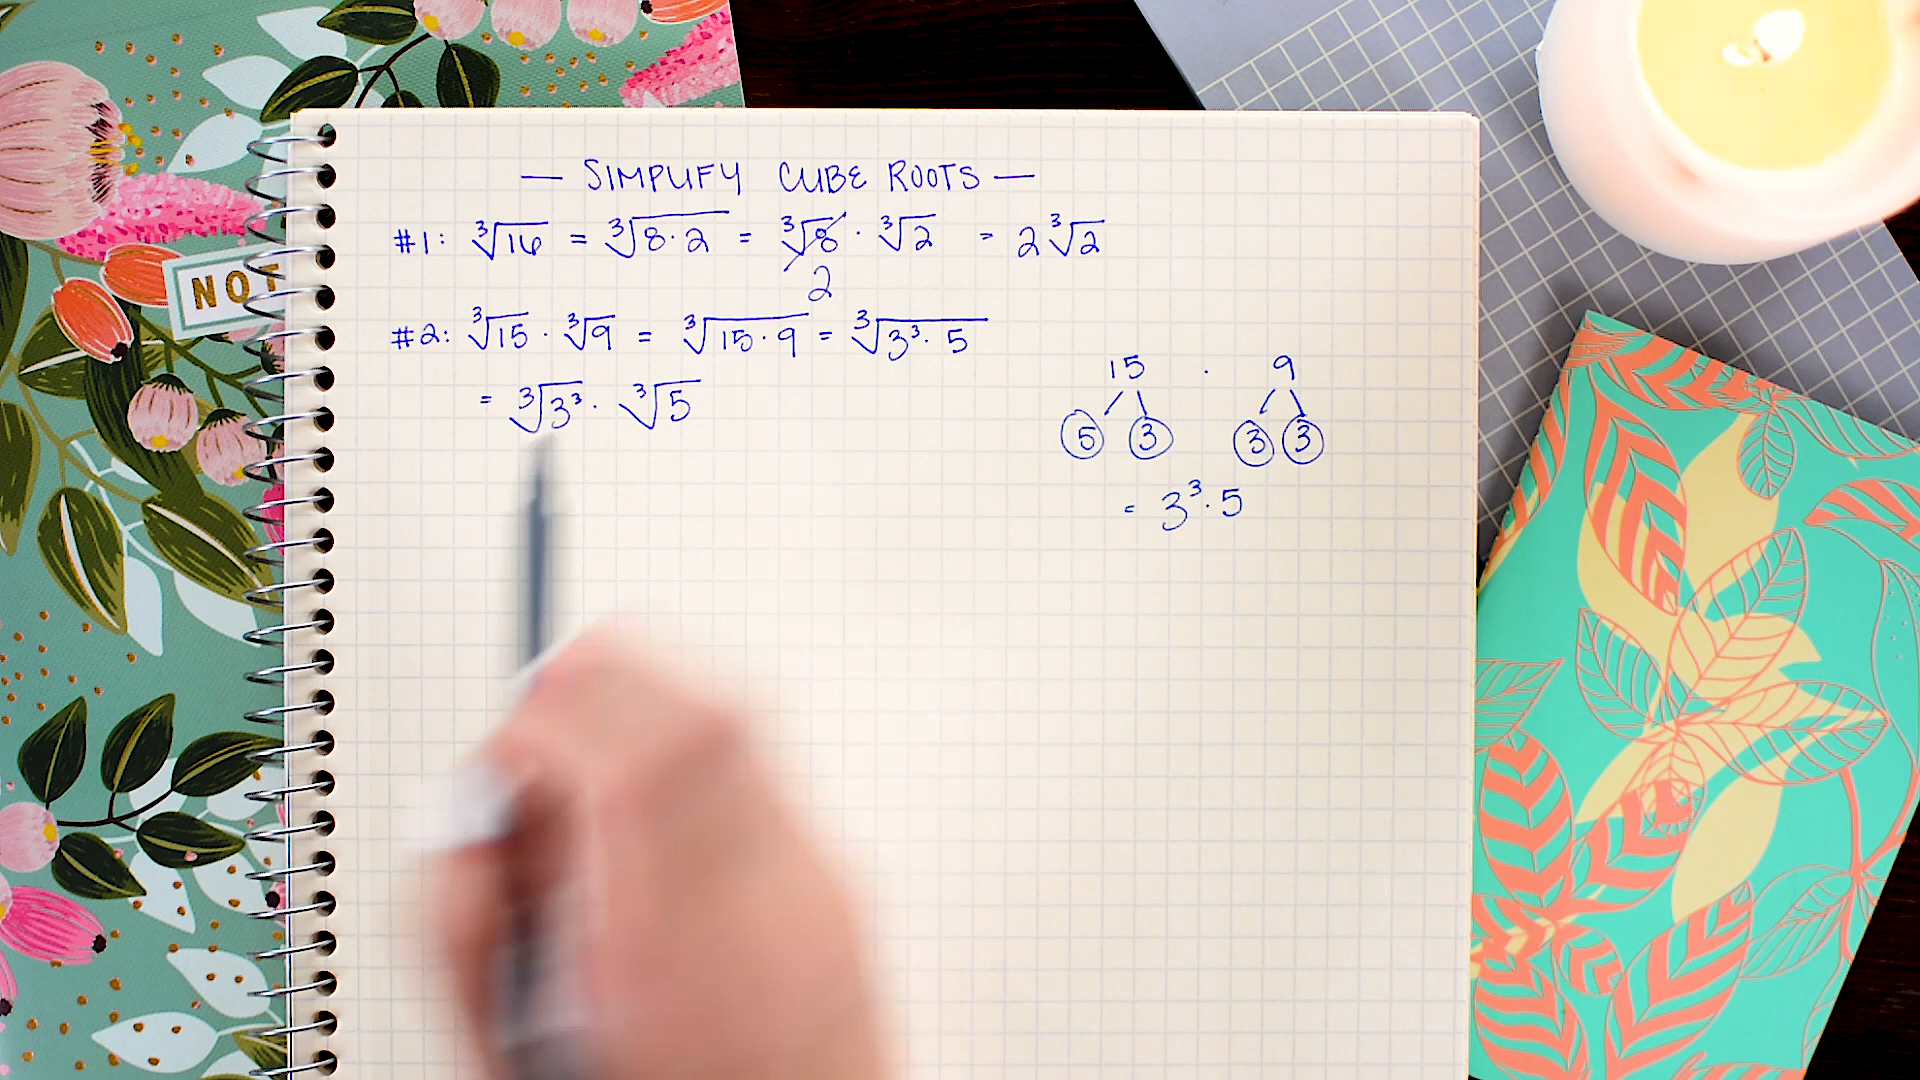 — SIMPLIFY CUBE ROOTS —
#1: ∛16 = ∛(8·2) = ∛8 · ∛2 = 2∛2
2
#2: ∛15 · ∛9 = ∛(15·9) = ∛(3³·5)
= ∛(3³) · ∛5
15 · 9
5 3 3 3
= 3³·5
NOT